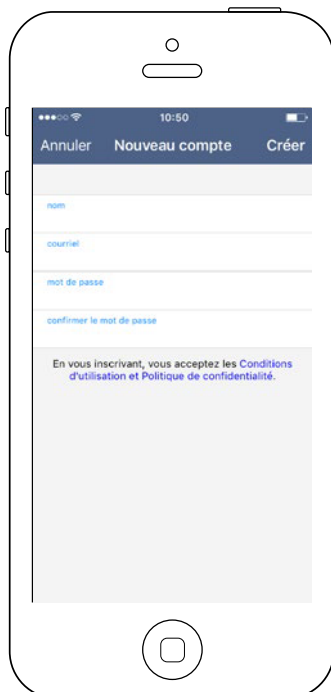 10:50
Annuler Nouveau compte Créer
nom
courriel
mot de passe
confirmer le mot de passe
En vous inscrivant, vous acceptez les Conditions
d'utilisation et Politique de confidentialité.